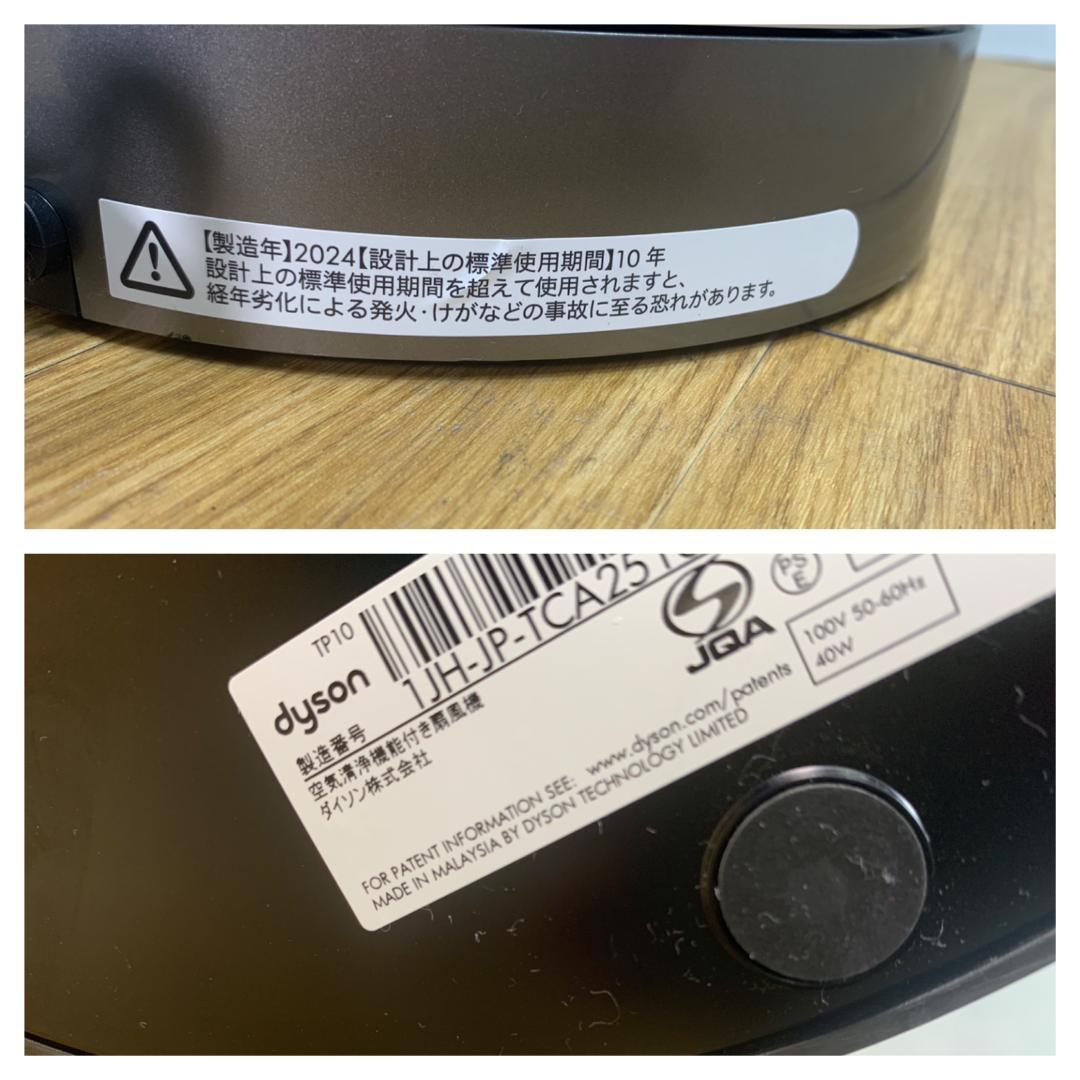 【製造年】2024【設計上の標準使用期間】10年
設計上の標準使用期間を超えて使用されますと、
経年劣化による発火・けがなどの事故に至る恐れがあります。
TP10
dyson
製造番号 1JH-JP-TCA251
空気清浄機能付き扇風機
ダイソン株式会社
JQA
PS
E
100V 50-60Hz
40W
FOR PATENT INFORMATION SEE: www.dyson.com/patents
MADE IN MALAYSIA BY DYSON TECHNOLOGY LIMITED